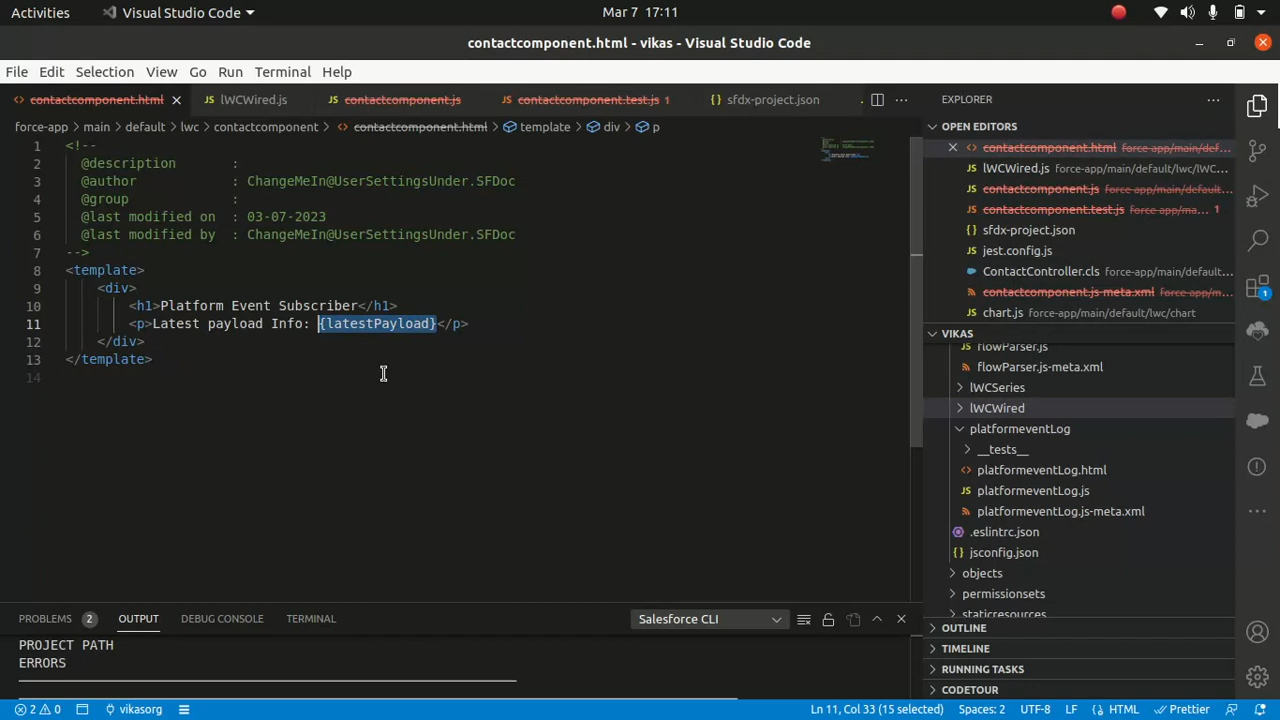 Activities
Visual Studio Code
Mar 7 17:11
contactcomponent.html - vikas - Visual Studio Code
File Edit Selection View Go Run Terminal Help
contactcomponent.html lWCWired.js contactcomponent.js contactcomponent.test.js 1 sfdx-project.json
force-app > main > default > lwc > contactcomponent > contactcomponent.html > template > div > p
1 <!--
2 @description :
3 @author : ChangeMeIn@UserSettingsUnder.SFDoc
4 @group :
5 @last modified on : 03-07-2023
6 @last modified by : ChangeMeIn@UserSettingsUnder.SFDoc
7 -->
8 <template>
9 <div>
10 <h1>Platform Event Subscriber</h1>
11 <p>Latest payload Info: {latestPayload}</p>
12 </div>
13 </template>
14
EXPLORER
OPEN EDITORS
contactcomponent.html force-app/main/def...
lWCWired.js force-app/main/default/lwc/lWC...
contactcomponent.js force-app/main/default...
contactcomponent.test.js force-app/ma... 1
sfdx-project.json
jest.config.js
ContactController.cls force-app/main/defaul...
contactcomponent.js-meta.xml force-app/m...
chart.js force-app/main/default/lwc/chart
VIKAS
flowParser.js
flowParser.js-meta.xml
lWCSeries
lWCWired
platformeventLog
__tests__
platformeventLog.html
platformeventLog.js
platformeventLog.js-meta.xml
.eslintrc.json
jsconfig.json
objects
permissionsets
staticresources
OUTLINE
TIMELINE
RUNNING TASKS
CODETOUR
1
PROBLEMS 2 OUTPUT DEBUG CONSOLE TERMINAL
Salesforce CLI
PROJECT PATH
ERRORS
2 0 vikasorg
Ln 11, Col 33 (15 selected) Spaces: 2 UTF-8 LF HTML Prettier